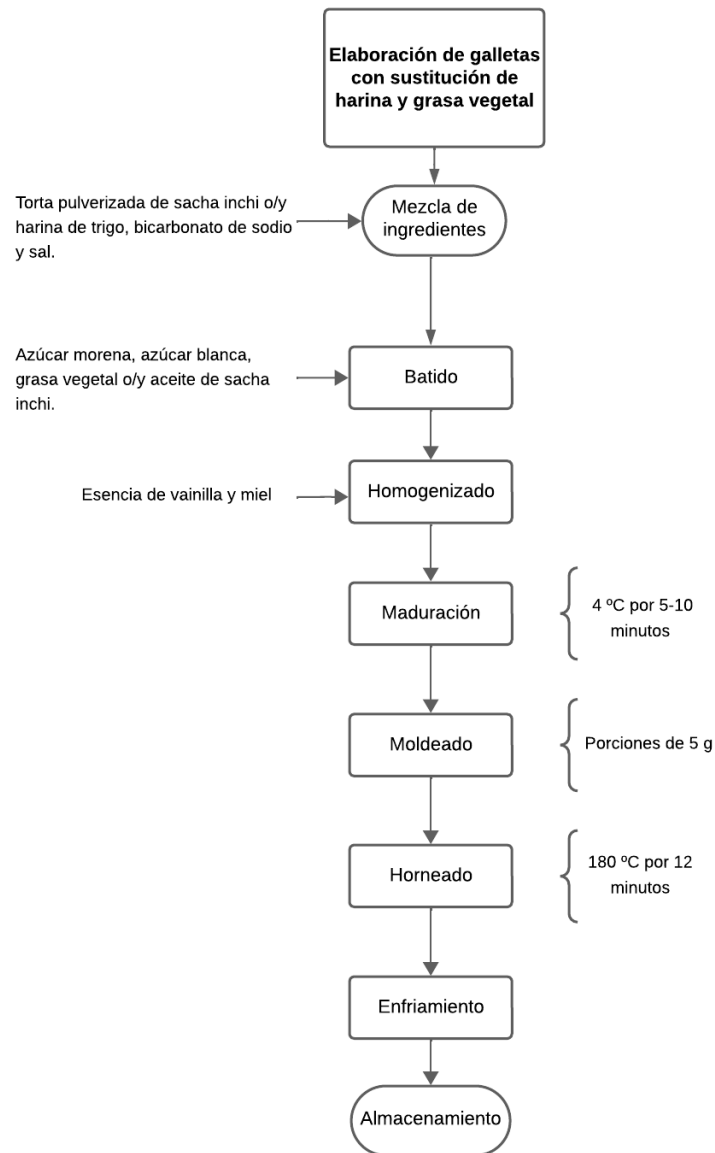 Elaboración de galletas
con sustitución de
harina y grasa vegetal
Torta pulverizada de sacha inchi o/y
harina de trigo, bicarbonato de sodio
y sal.
Mezcla de
ingredientes
Azúcar morena, azúcar blanca,
grasa vegetal o/y aceite de sacha
inchi.
Batido
Esencia de vainilla y miel
Homogenizado
Maduración
4 ºC por 5-10
minutos
Moldeado
Porciones de 5 g
Horneado
180 ºC por 12
minutos
Enfriamiento
Almacenamiento